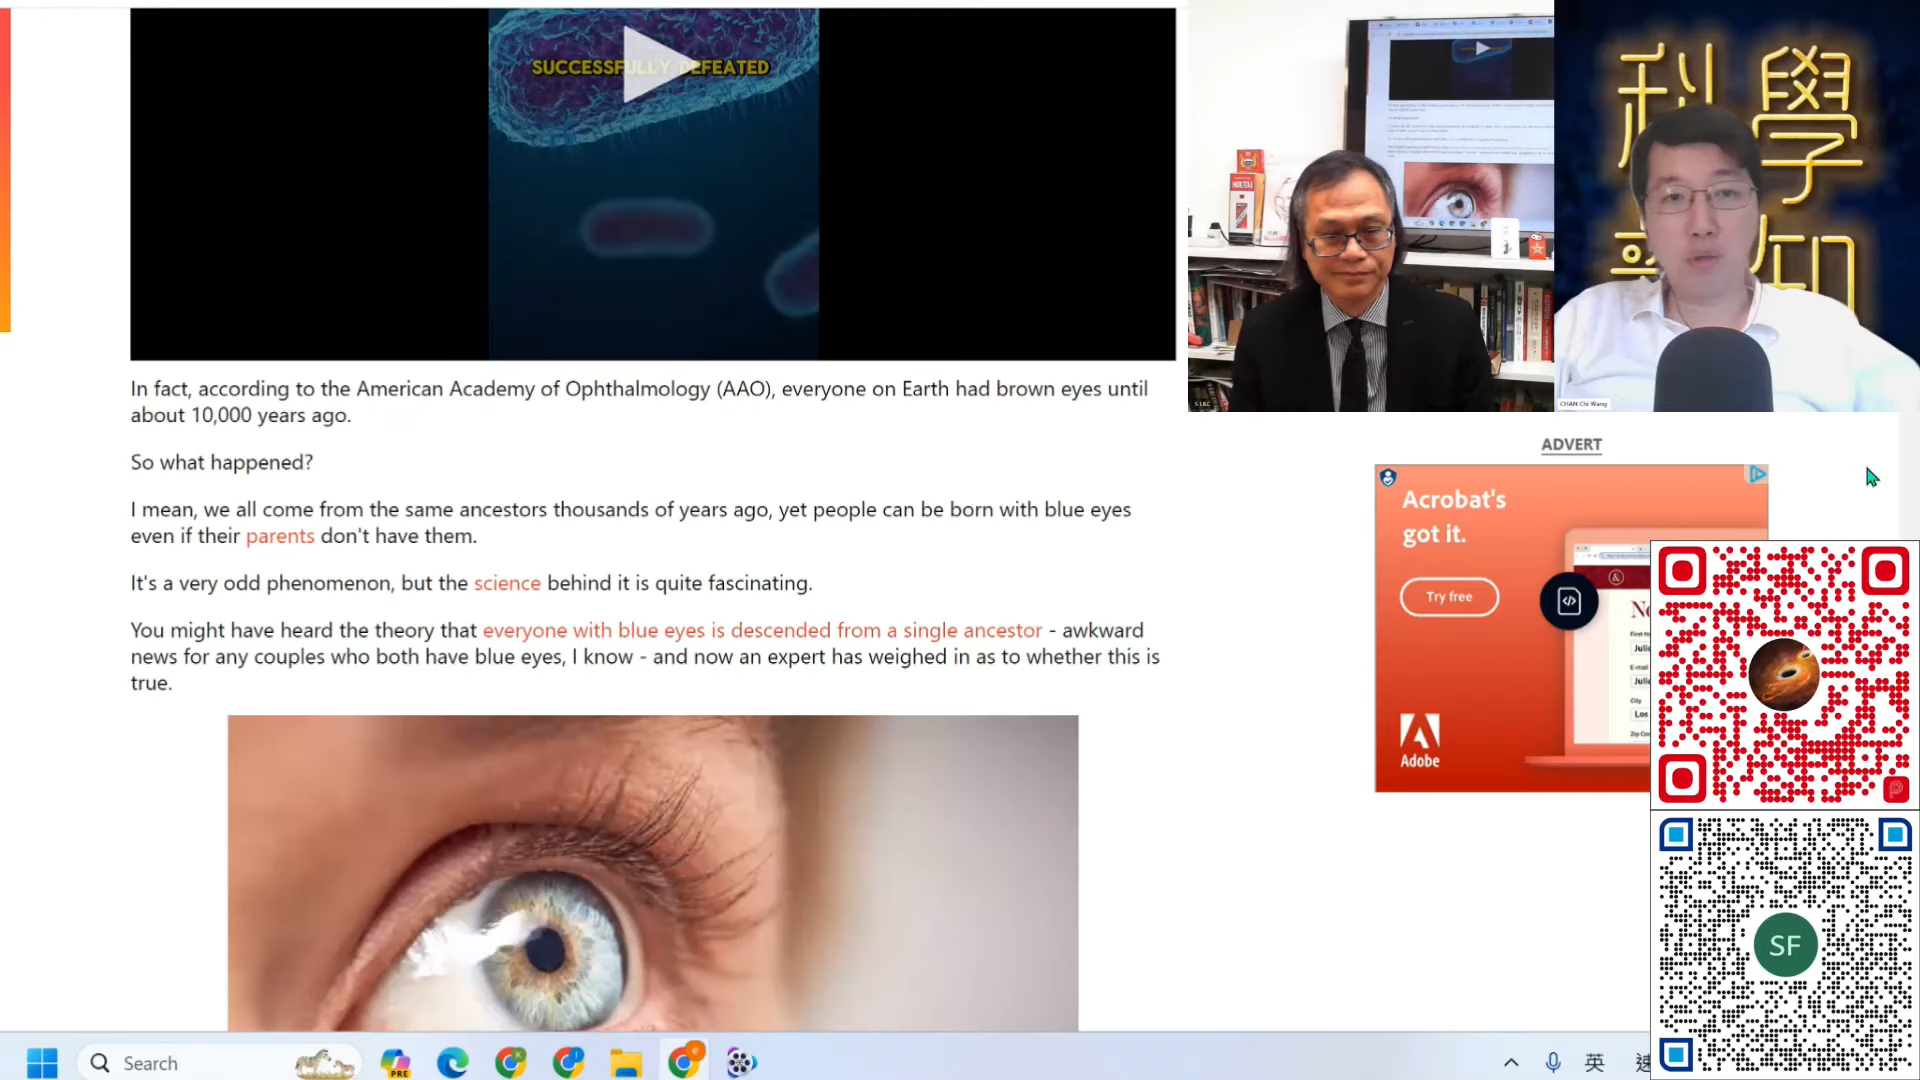 SUCCESSFULLY DEFEATED
In fact, according to the American Academy of Ophthalmology (AAO), everyone on Earth had brown eyes until
about 10,000 years ago.
So what happened?
I mean, we all come from the same ancestors thousands of years ago, yet people can be born with blue eyes
even if their parents don't have them.
It's a very odd phenomenon, but the science behind it is quite fascinating.
You might have heard the theory that everyone with blue eyes is descended from a single ancestor - awkward
news for any couples who both have blue eyes, I know - and now an expert has weighed in as to whether this is
true.
科學
知
CHAN Chi Wang
ADVERT
Acrobat's
got it.
Try free
Adobe
SF
Search
PRE
英